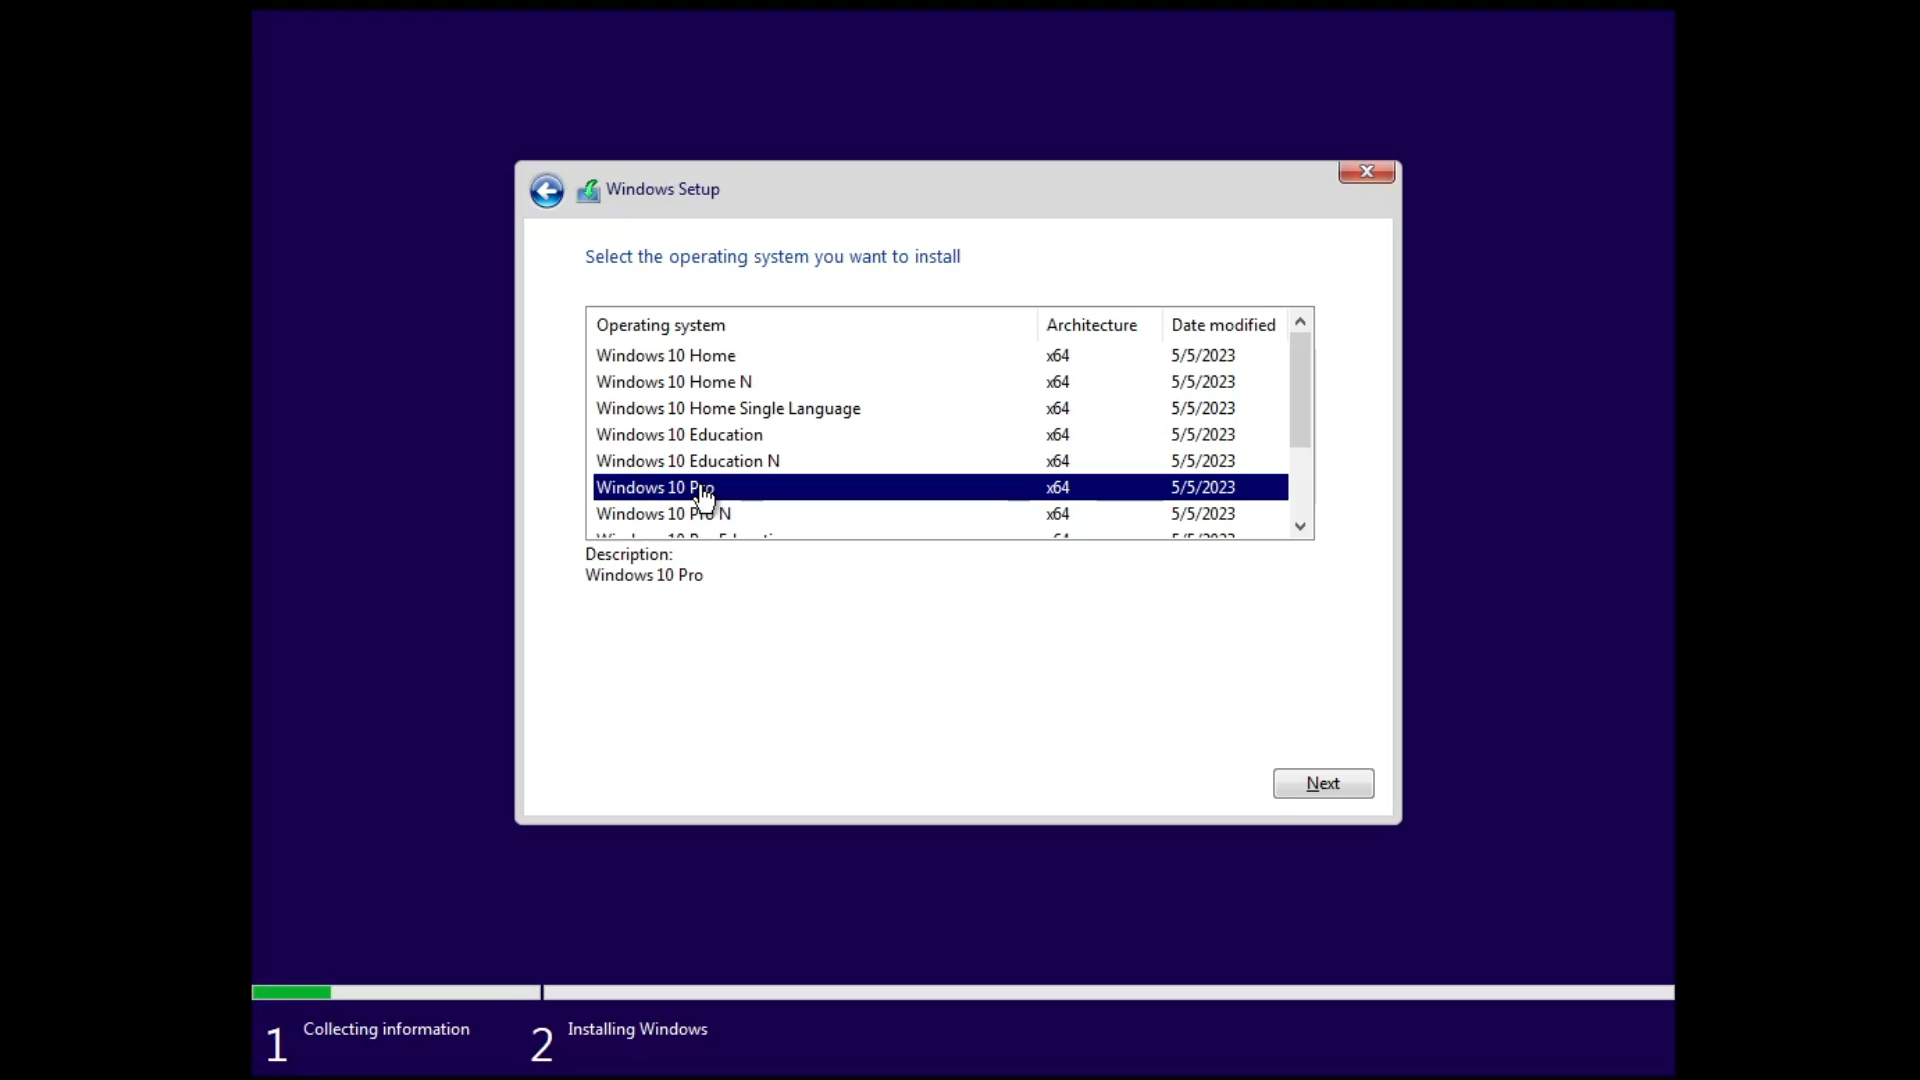 Windows Setup
Select the operating system you want to install
Operating system Architecture Date modified
Windows 10 Home x64 5/5/2023
Windows 10 Home N x64 5/5/2023
Windows 10 Home Single Language x64 5/5/2023
Windows 10 Education x64 5/5/2023
Windows 10 Education N x64 5/5/2023
Windows 10 Pro x64 5/5/2023
Windows 10 Pro N x64 5/5/2023
Description:
Windows 10 Pro
Next
1 Collecting information 2 Installing Windows